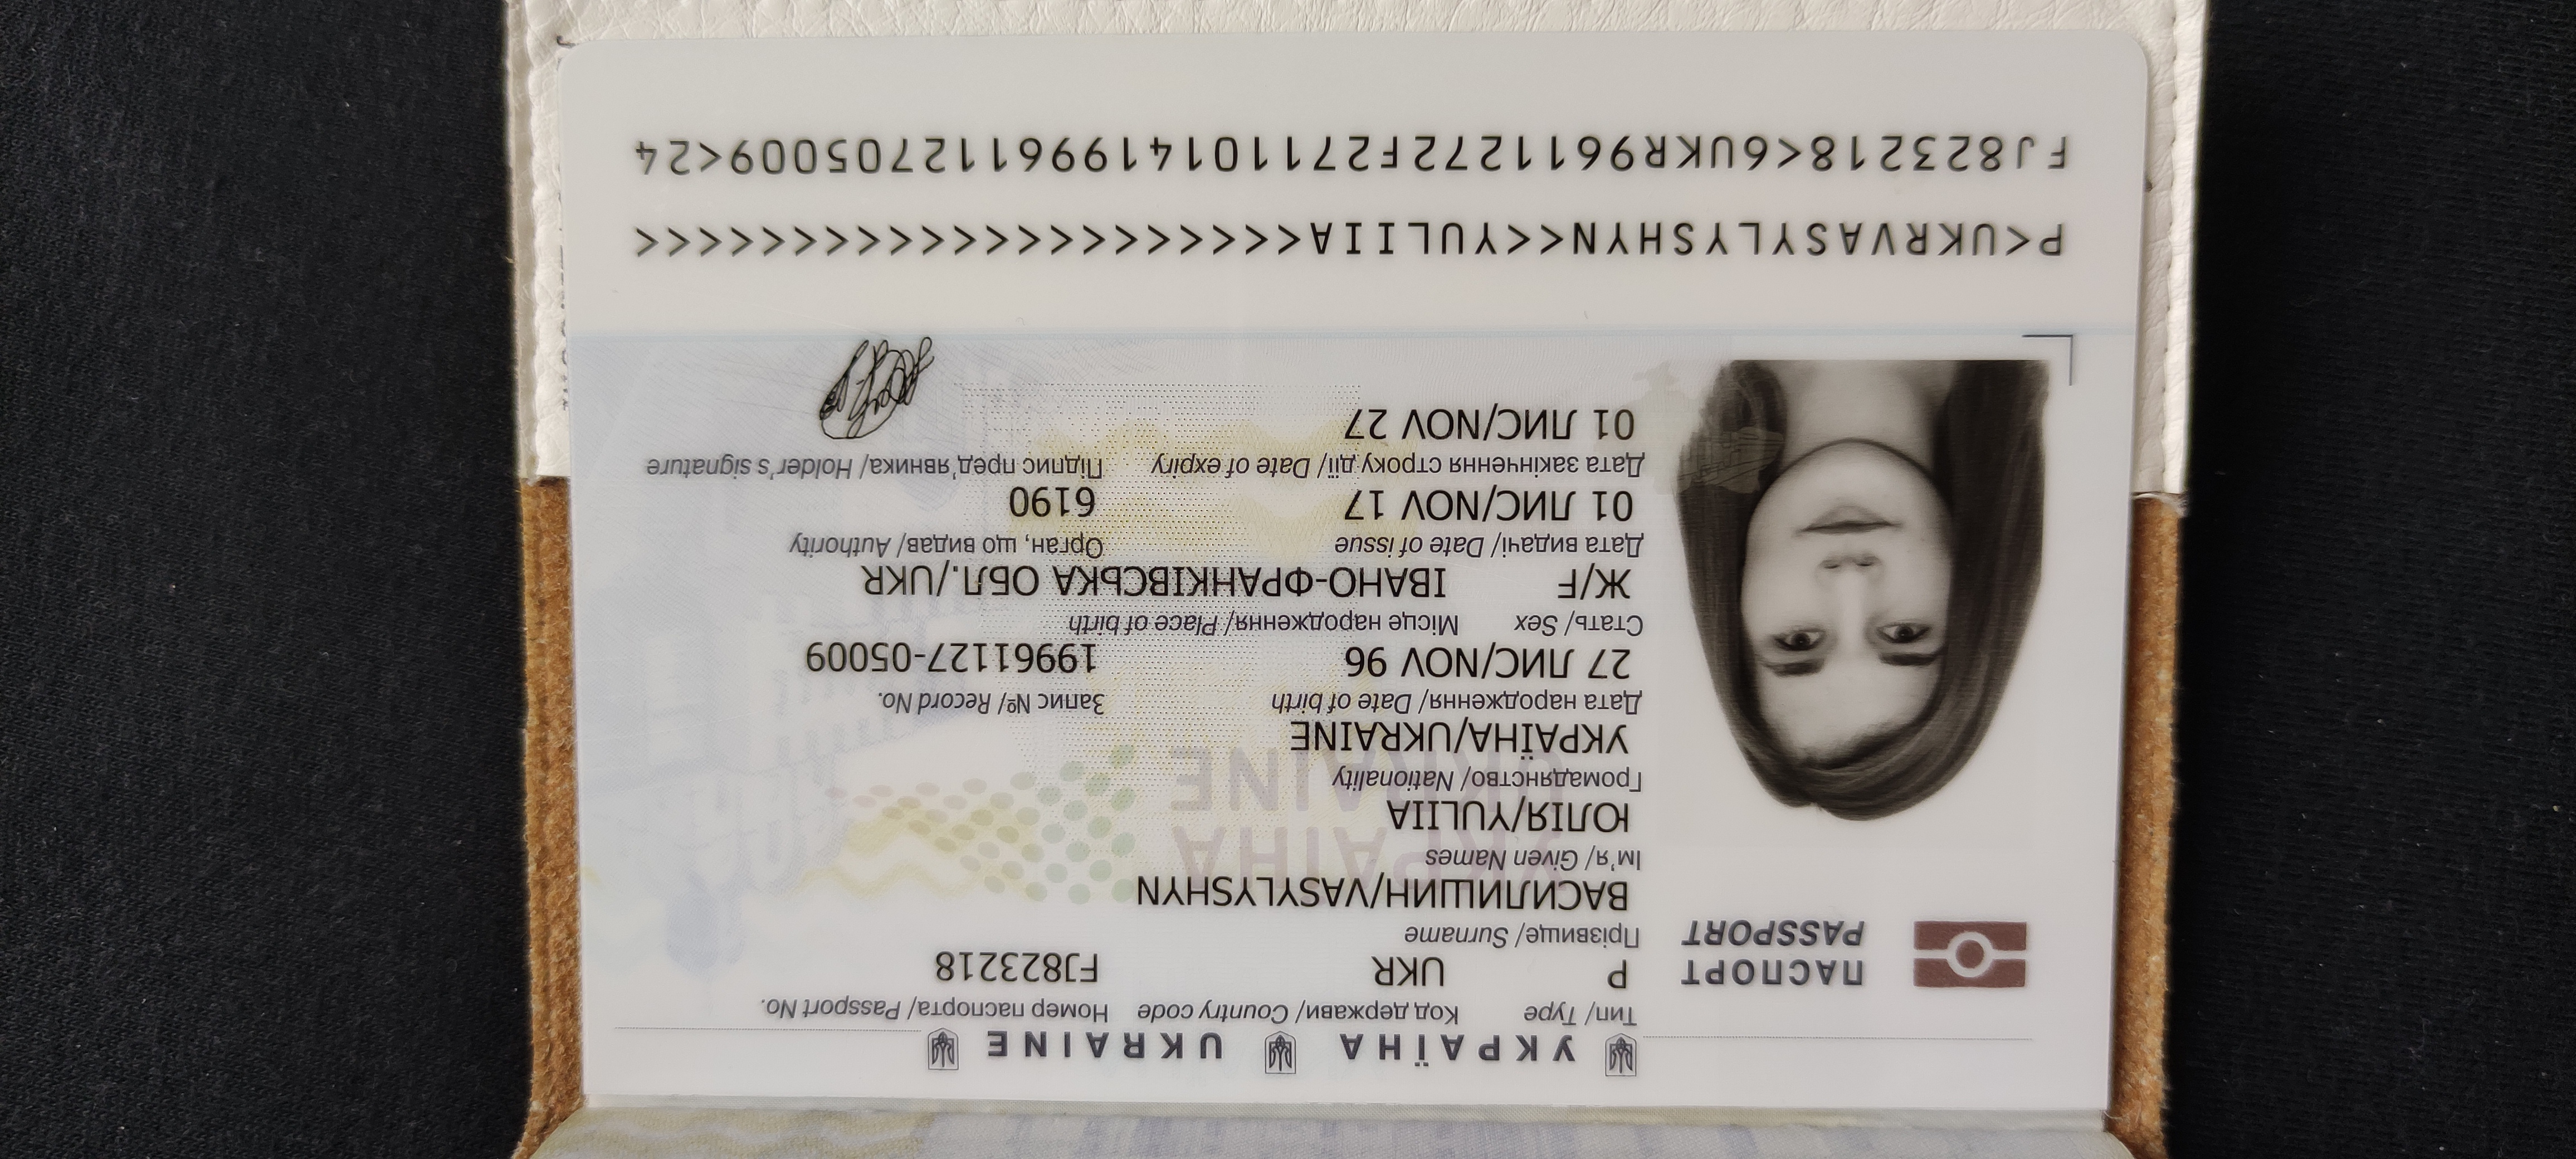 УКРАЇНА UKRAINE
Тип/ Type Код держави/ Country code Номер паспорта/ Passport No.
ПАСПОРТ P UKR FJ823218
PASSPORT
Прізвище/ Surname
ВАСИЛИШИН/VASYLYSHYN
Ім'я/ Given Names
ЮЛІЯ/YULIIA
Громадянство/ Nationality
УКРАЇНА/UKRAINE
Дата народження/ Date of birth Запис №/ Record No.
27 ЛИС/NOV 96 19961127-05009
Стать/ Sex Місце народження/ Place of birth
Ж/F ІВАНО-ФРАНКІВСЬКА ОБЛ./UKR
Дата видачі/ Date of issue Орган, що видав/ Authority
01 ЛИС/NOV 17 6190
Дата закінчення строку дії/ Date of expiry Підпис пред'явника/ Holder's signature
01 ЛИС/NOV 27
УКРАЇНА
UKRAINE
P<UKRVASYLYSHYN<<YULIIA<<<<<<<<<<<<<<<<<<<<<
FJ823218<6UKR9611272F27110141996112705009<24